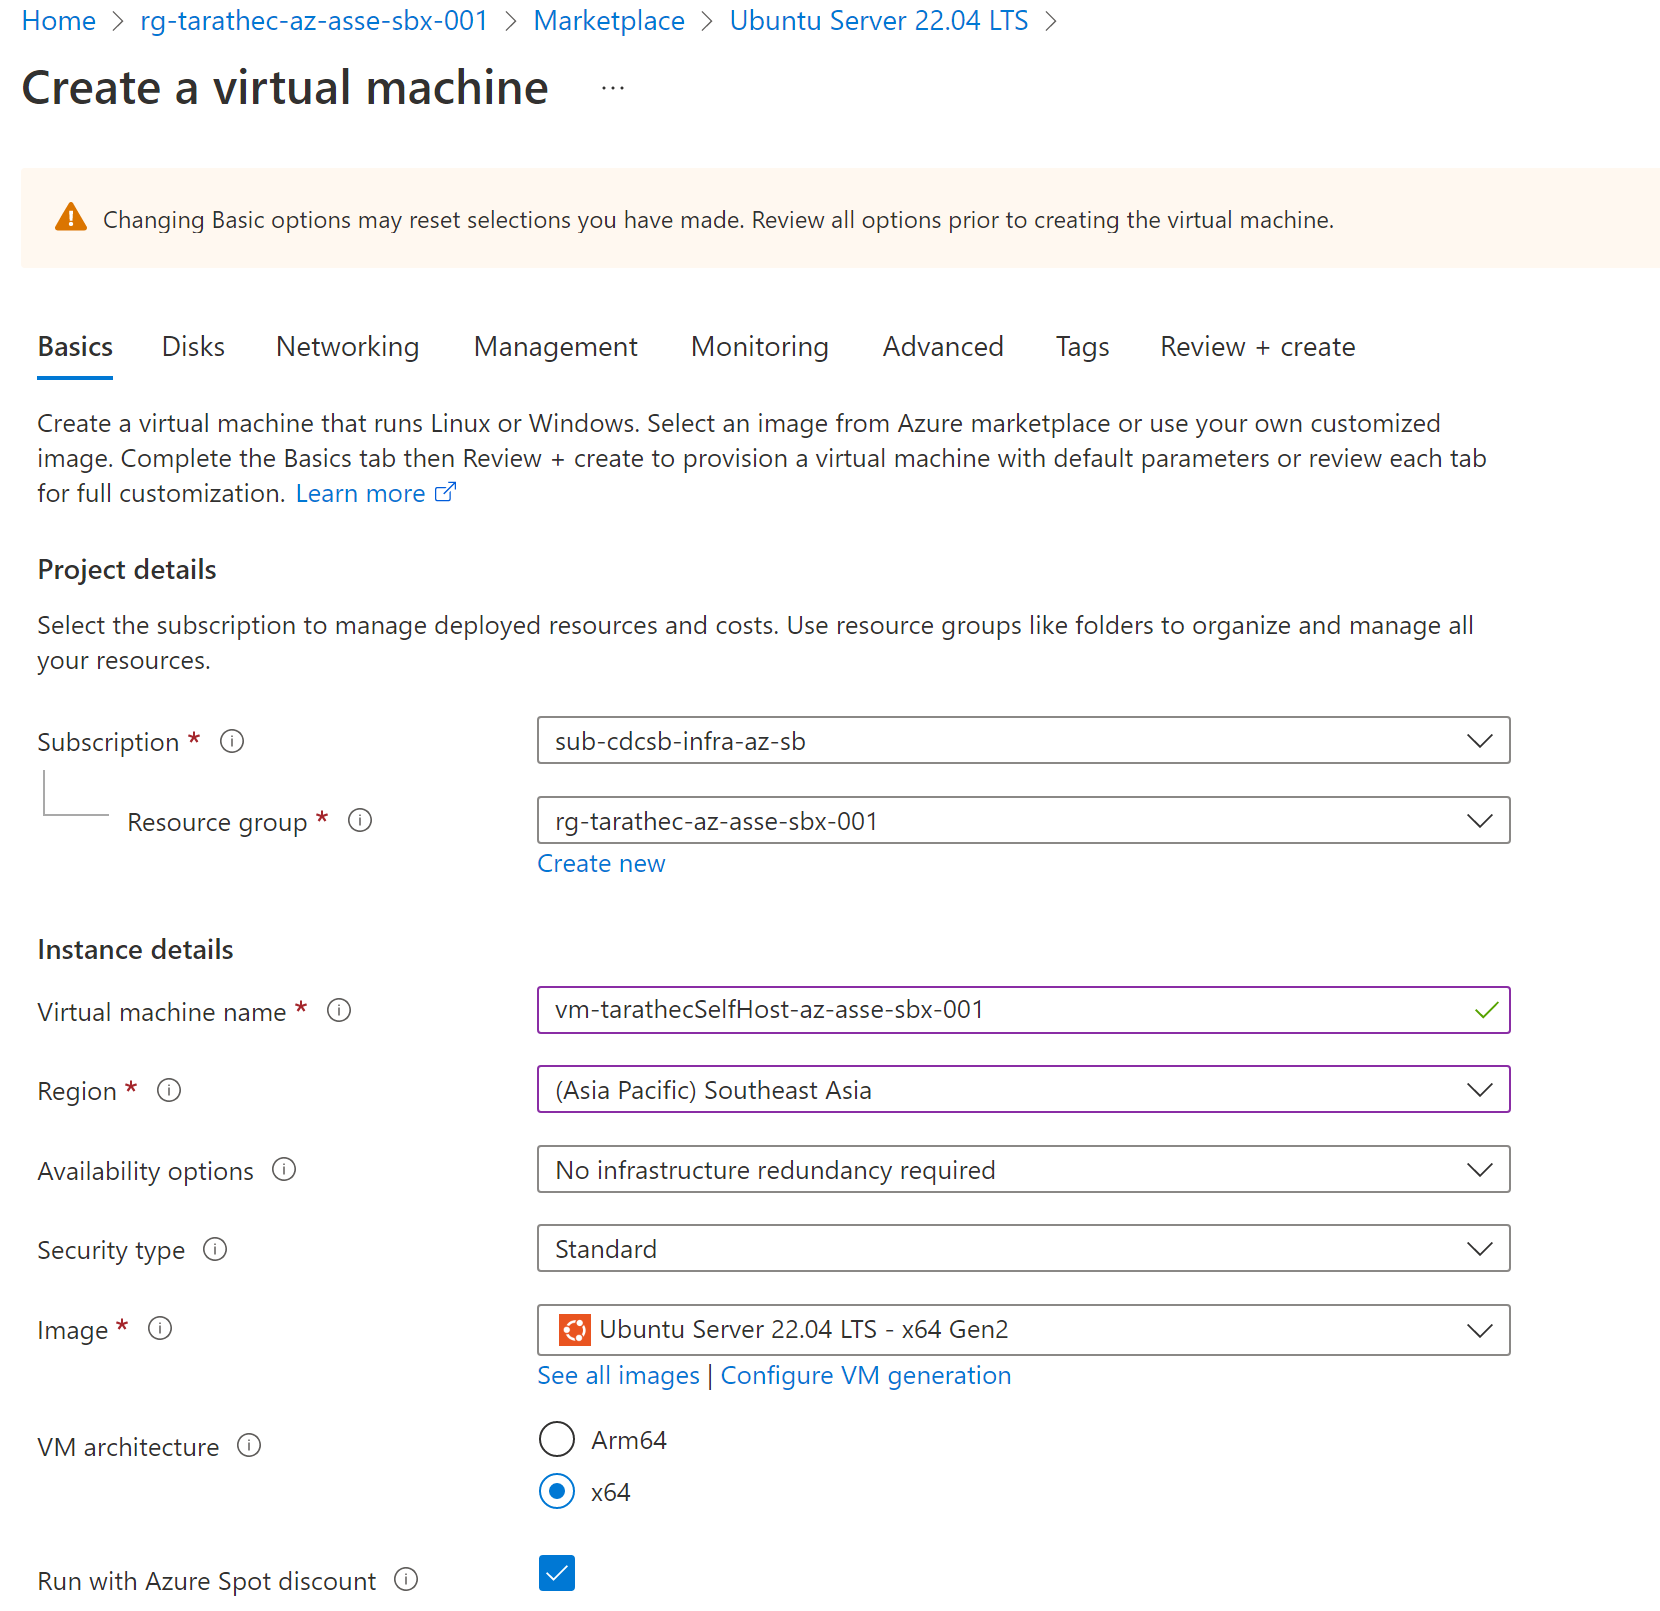 Home > rg-tarathec-az-asse-sbx-001 > Marketplace > Ubuntu Server 22.04 LTS >
Create a virtual machine ...
Changing Basic options may reset selections you have made. Review all options prior to creating the virtual machine.
Basics Disks Networking Management Monitoring Advanced Tags Review + create
Create a virtual machine that runs Linux or Windows. Select an image from Azure marketplace or use your own customized
image. Complete the Basics tab then Review + create to provision a virtual machine with default parameters or review each tab
for full customization. Learn more
Project details
Select the subscription to manage deployed resources and costs. Use resource groups like folders to organize and manage all
your resources.
Subscription * sub-cdcsb-infra-az-sb
Resource group * rg-tarathec-az-asse-sbx-001
Create new
Instance details
Virtual machine name * vm-tarathecSelfHost-az-asse-sbx-001
Region * (Asia Pacific) Southeast Asia
Availability options No infrastructure redundancy required
Security type Standard
Image * Ubuntu Server 22.04 LTS - x64 Gen2
See all images | Configure VM generation
VM architecture Arm64
x64
Run with Azure Spot discount